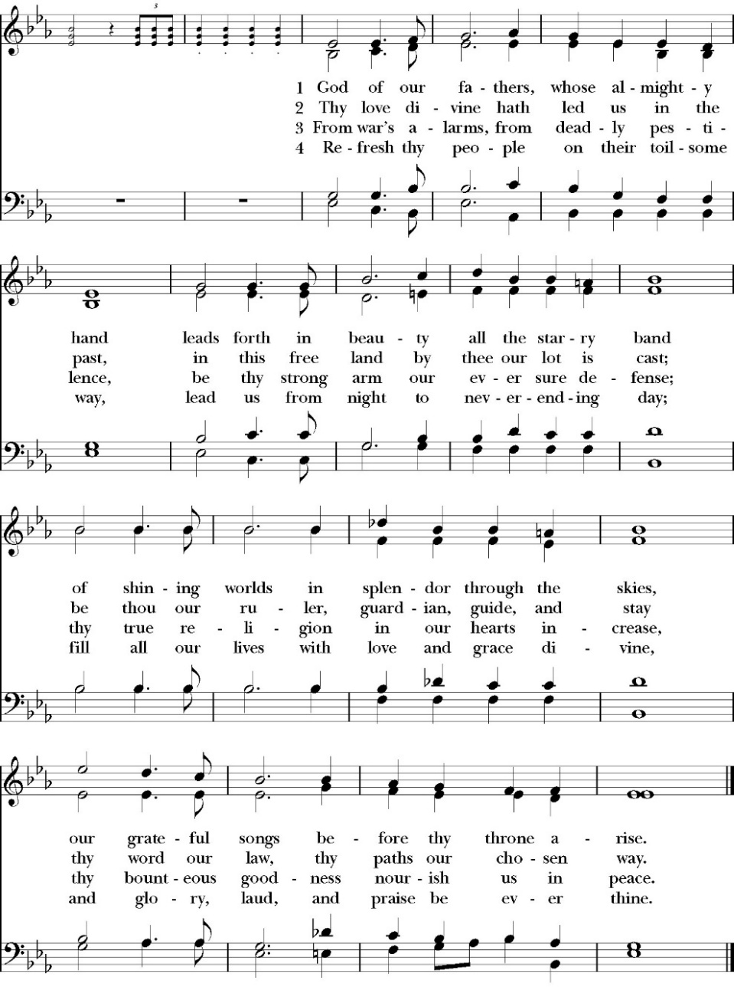 3
1 God of our fa - thers, whose al - might - y
2 Thy love di - vine hath led us in the
3 From war's a - larms, from dead - ly pes - ti -
4 Re - fresh thy peo - ple on their toil - some
hand leads forth in beau - ty all the star - ry band
past, in this free land by thee our lot is cast;
lence, be thy strong arm our ev - er sure de - fense;
way, lead us from night to nev - er - end - ing day;
of shin - ing worlds in splen - dor through the skies,
be thou our ru - ler, guard - ian, guide, and stay
thy true re - li - gion in our hearts in - crease,
fill all our lives with love and grace di - vine,
our grate - ful songs be - fore thy throne a - rise.
thy word our law, thy paths our cho - sen way.
thy bount - eous good - ness nour - ish us in peace.
and glo - ry, laud, and praise be ev - er thine.